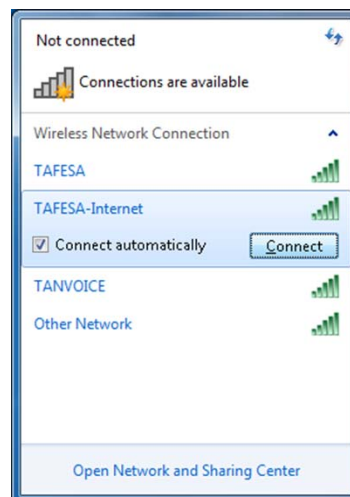 Not connected
Connections are available
Wireless Network Connection
TAFESA
TAFESA-Internet
Connect automatically Connect
TANVOICE
Other Network
Open Network and Sharing Center